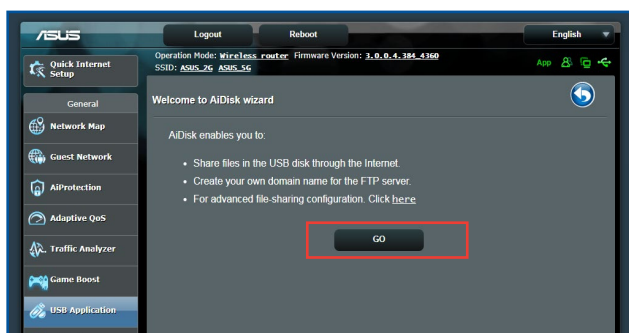 ASUS
Logout Reboot English
Quick Internet
Setup
Operation Mode: Wireless router Firmware Version: 3.0.0.4.384_4360
SSID: ASUS_2G ASUS_5G
App
General
Network Map
Guest Network
AiProtection
Adaptive QoS
Traffic Analyzer
Game Boost
USB Application
Welcome to AiDisk wizard
AiDisk enables you to:
• Share files in the USB disk through the Internet.
• Create your own domain name for the FTP server.
• For advanced file-sharing configuration. Click here
GO